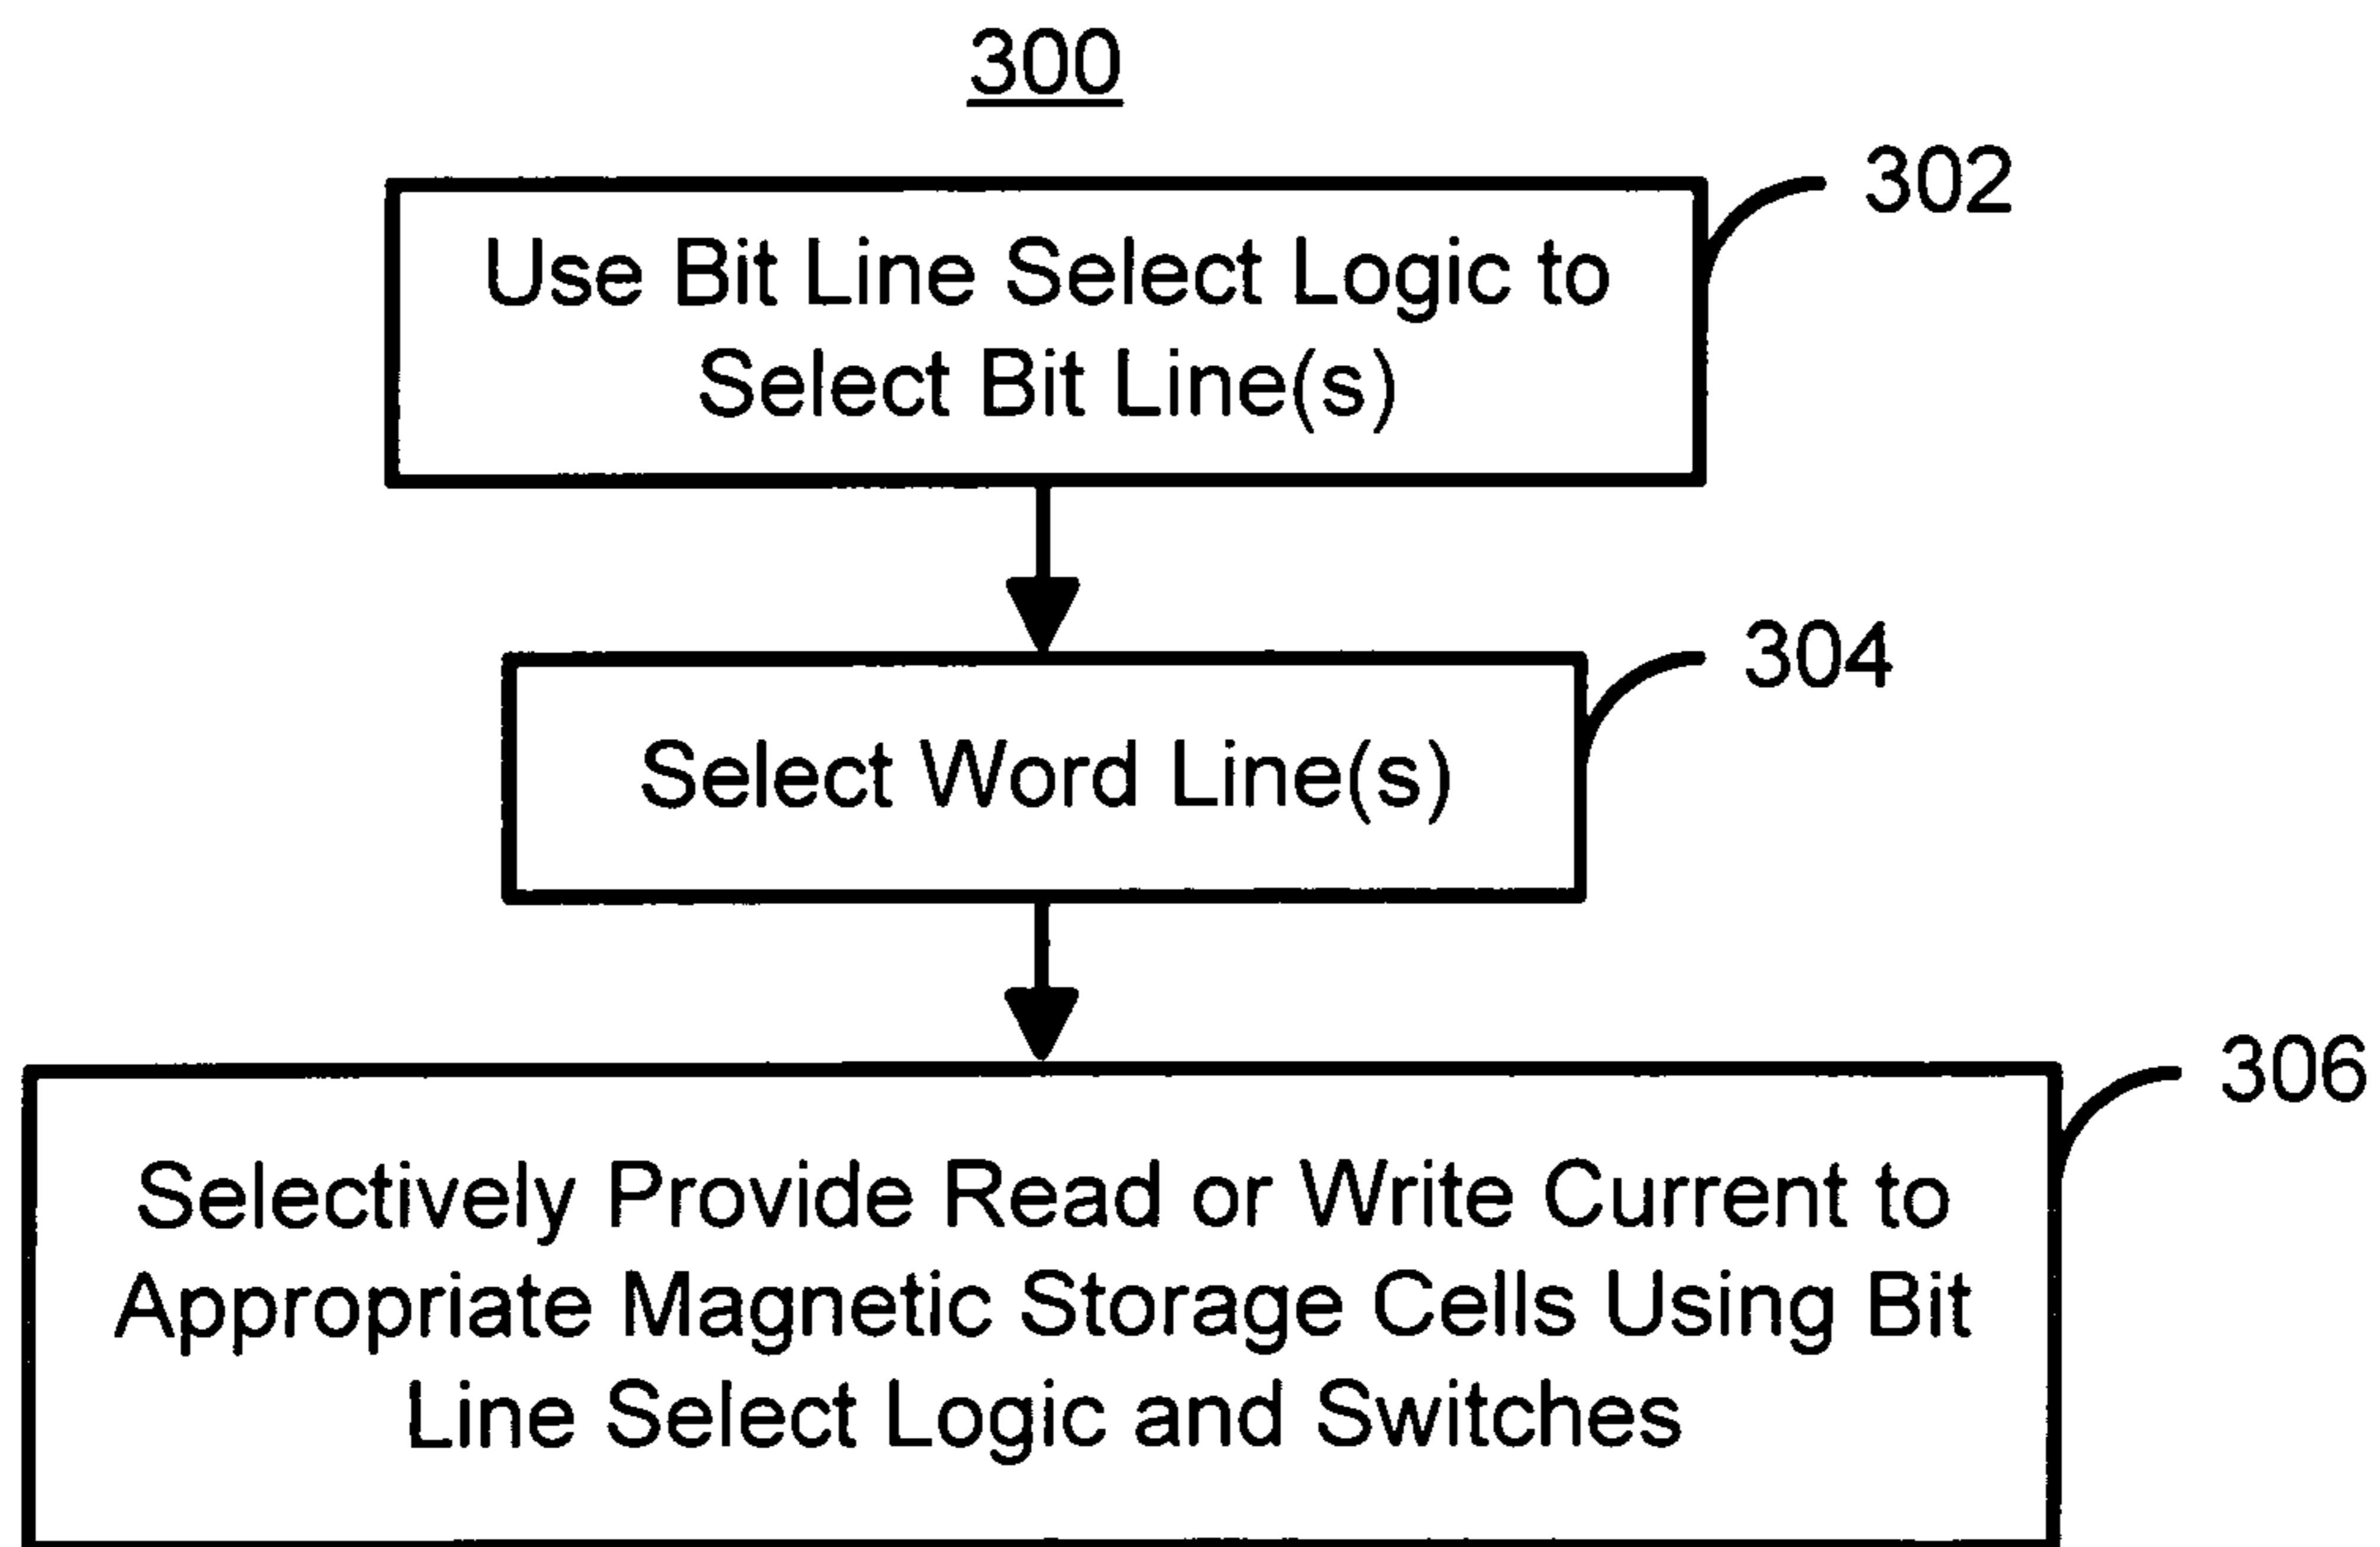 300
302
Use Bit Line Select Logic to
Select Bit Line(s)
304
Select Word Line(s)
306
Selectively Provide Read or Write Current to
Appropriate Magnetic Storage Cells Using Bit
Line Select Logic and Switches